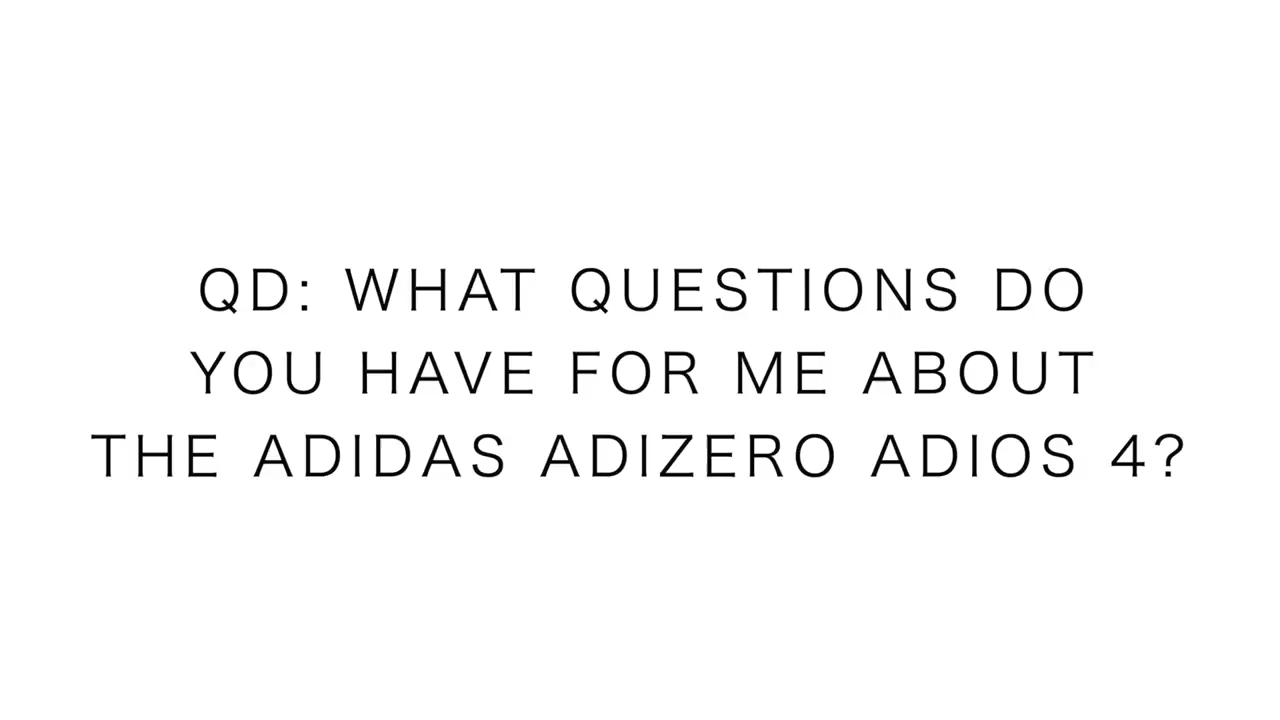 QD: WHAT QUESTIONS DO
YOU HAVE FOR ME ABOUT
THE ADIDAS ADIZERO ADIOS 4?